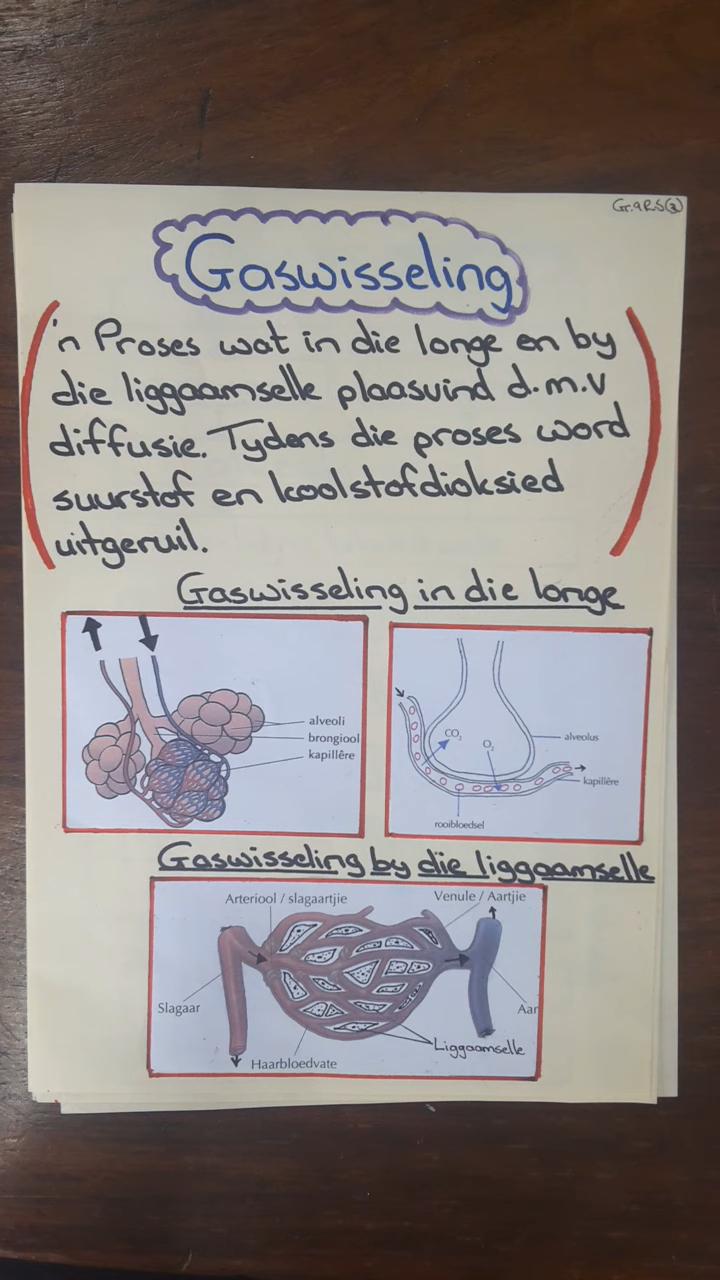 Gr.9 R.S(3)
Gaswisseling
'n Proses wat in die longe en by
die liggaamselle plaasvind d.m.v
diffusie. Tydens die proses word
suurstof en koolstofdioksied
uitgeruil.
Gaswisseling in die longe
alveoli
brongiool
kapillêre
CO₂
O₂
alveolus
kapillêre
rooibloedsel
Gaswisseling by die liggaamselle
Arteriool / slagaartjie
Venule / Aartjie
Slagaar
Aar
Liggaamselle
Haarbloedvate